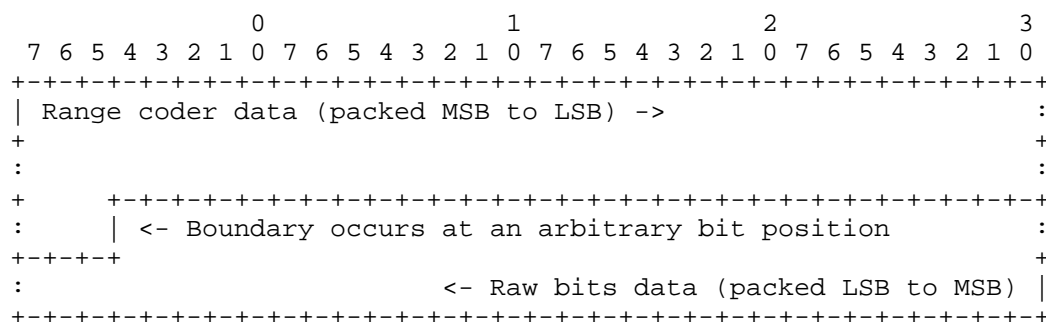 0                   1                   2                   3
  7 6 5 4 3 2 1 0 7 6 5 4 3 2 1 0 7 6 5 4 3 2 1 0 7 6 5 4 3 2 1 0
 +-+-+-+-+-+-+-+-+-+-+-+-+-+-+-+-+-+-+-+-+-+-+-+-+-+-+-+-+-+-+-+-+
 | Range coder data (packed MSB to LSB) ->                       :
 +                                                               +
 :                                                               :
 +     +-+-+-+-+-+-+-+-+-+-+-+-+-+-+-+-+-+-+-+-+-+-+-+-+-+-+-+-+-+
 :     | <- Boundary occurs at an arbitrary bit position         :
 +-+-+-+                                                         +
 :                          <- Raw bits data (packed LSB to MSB) |
 +-+-+-+-+-+-+-+-+-+-+-+-+-+-+-+-+-+-+-+-+-+-+-+-+-+-+-+-+-+-+-+-+